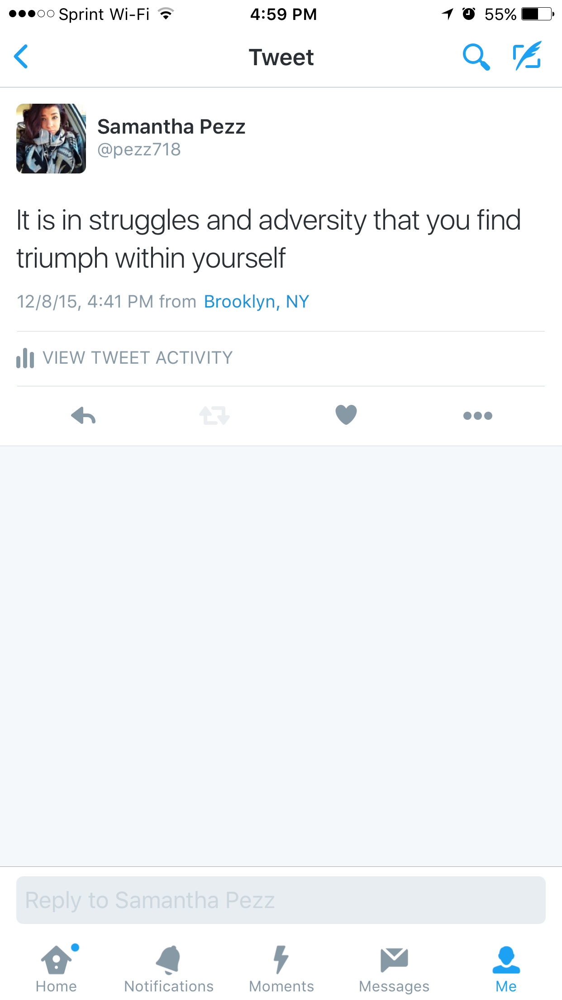 Sprint Wi-Fi 4:59 PM 55%
Tweet
Samantha Pezz
@pezz718
It is in struggles and adversity that you find
triumph within yourself
12/8/15, 4:41 PM from Brooklyn, NY
VIEW TWEET ACTIVITY
Reply to Samantha Pezz
Home Notifications Moments Messages Me